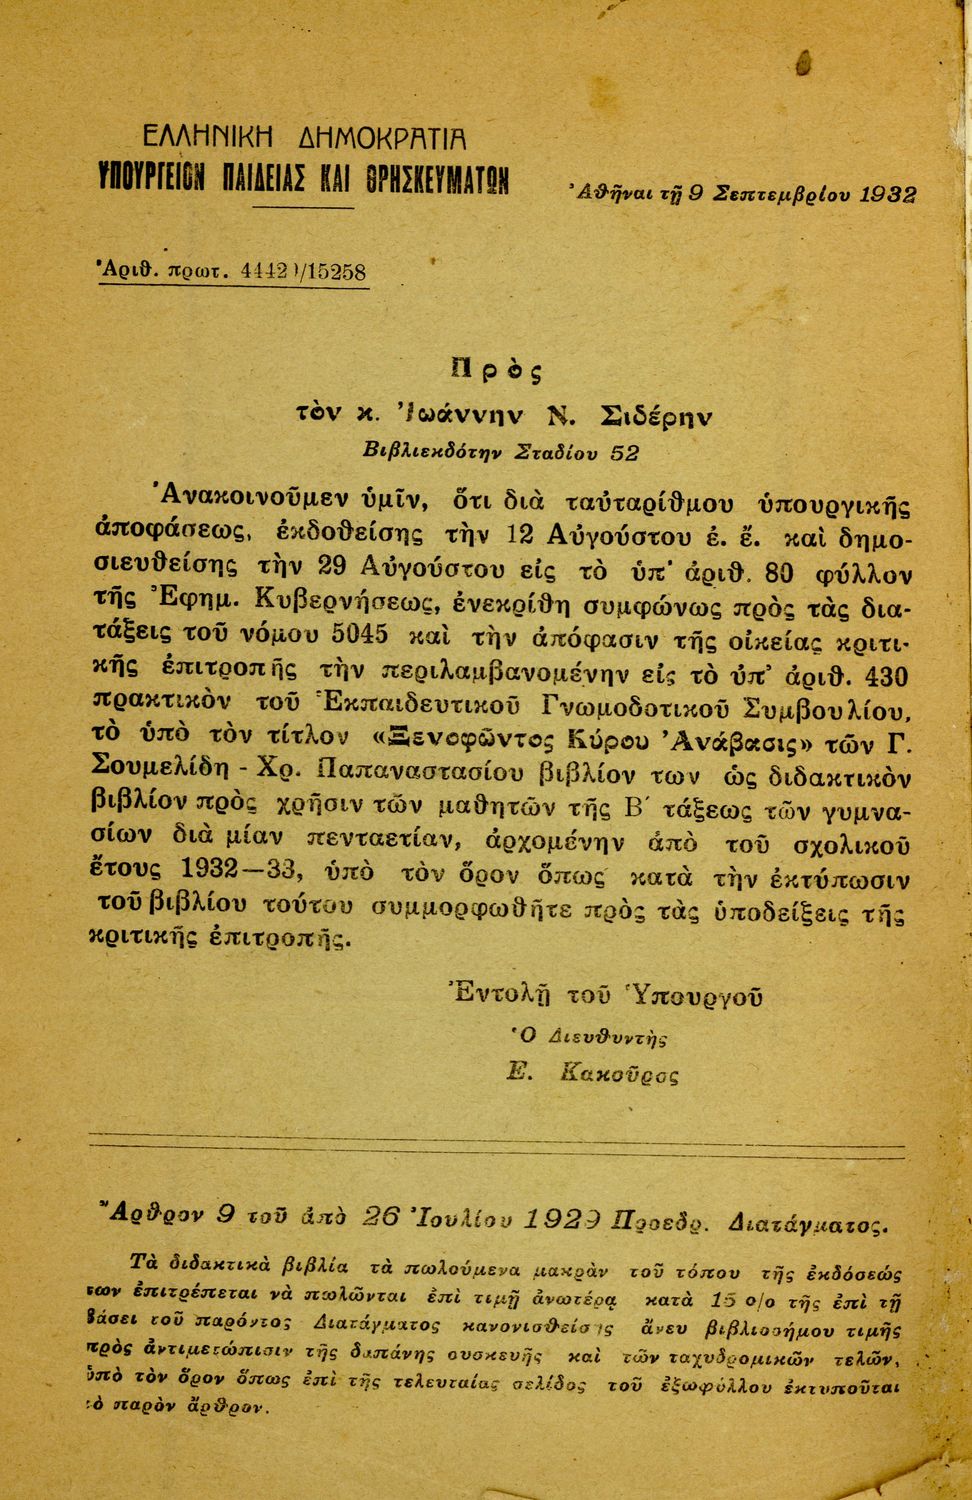 ΕΛΛΗΝΙΚΗ ΔΗΜΟΚΡΑΤΙΑ
ΥΠΟΥΡΓΕΙΟΝ ΠΑΙΔΕΙΑΣ ΚΑΙ ΘΡΗΣΚΕΥΜΑΤΩΝ
Ἀθῆναι τῇ 9 Σεπτεμβρίου 1932
Ἀριθ. πρωτ.
Πρὸς
τὸν κ. Ἰωάννην Ν. Σιδέρην
Βιβλιεκδότην Σταδίου 52
Ἀνακοινοῦμεν ὑμῖν, ὅτι διὰ ταὐταρίθμου ὑπουργικῆς
ἀποφάσεως, ἐκδοθείσης τὴν 12 Αὐγούστου ἐ. ἔ. καὶ δημο-
σιευθείσης τὴν 29 Αὐγούστου εἰς τὸ ὑπ' ἀριθ. 80 φύλλον
τῆς Ἐφημ. Κυβερνήσεως, ἐνεκρίθη συμφώνως πρὸς τὰς δια-
τάξεις τοῦ νόμου 5045 καὶ τὴν ἀπόφασιν τῆς οἰκείας κριτι-
κῆς ἐπιτροπῆς τὴν περιλαμβανομένην εἰς τὸ ὑπ' ἀριθ. 430
πρακτικὸν τοῦ Ἐκπαιδευτικοῦ Γνωμοδοτικοῦ Συμβουλίου,
τὸ ὑπὸ τὸν τίτλον «Ξενοφῶντος Κύρου Ἀνάβασις» τῶν Γ.
Σουμελίδη - Χρ. Παπαναστασίου βιβλίον των ὡς διδακτικὸν
βιβλίον πρὸς χρῆσιν τῶν μαθητῶν τῆς Β΄ τάξεως τῶν γυμνα-
σίων διὰ μίαν πενταετίαν, ἀρχομένην ἀπὸ τοῦ σχολικοῦ
ἔτους 1932—33, ὑπὸ τὸν ὅρον ὅπως κατὰ τὴν ἐκτύπωσιν
τοῦ βιβλίου τούτου συμμορφωθῆτε πρὸς τὰς ὑποδείξεις τῆς
κριτικῆς ἐπιτροπῆς.
Ἐντολῇ τοῦ Ὑπουργοῦ
Ὁ Διευθυντὴς
Ε. Κακοῦρος
Ἄρθρον 9 τοῦ ἀπὸ 26 Ἰουλίου 1929 Προεδρ. Διατάγματος.
Τὰ διδακτικὰ βιβλία τὰ πωλούμενα μακρὰν τοῦ τόπου τῆς ἐκδόσεώς
των ἐπιτρέπεται νὰ πωλῶνται ἐπὶ τιμῇ ἀνωτέρᾳ κατὰ 15 ο/ο τῆς ἐπὶ τῇ
βάσει τοῦ παρόντος Διατάγματος κανονισθείσης ἄνευ βιβλιοσήμου τιμῆς
πρὸς ἀντιμετώπισιν τῆς δαπάνης συσκευῆς καὶ τῶν ταχυδρομικῶν τελῶν,
ὑπὸ τὸν ὅρον ὅπως ἐπὶ τῆς τελευταίας σελίδος τοῦ ἐξωφύλλου ἐκτυποῦται
τὸ παρὸν ἄρθρον.